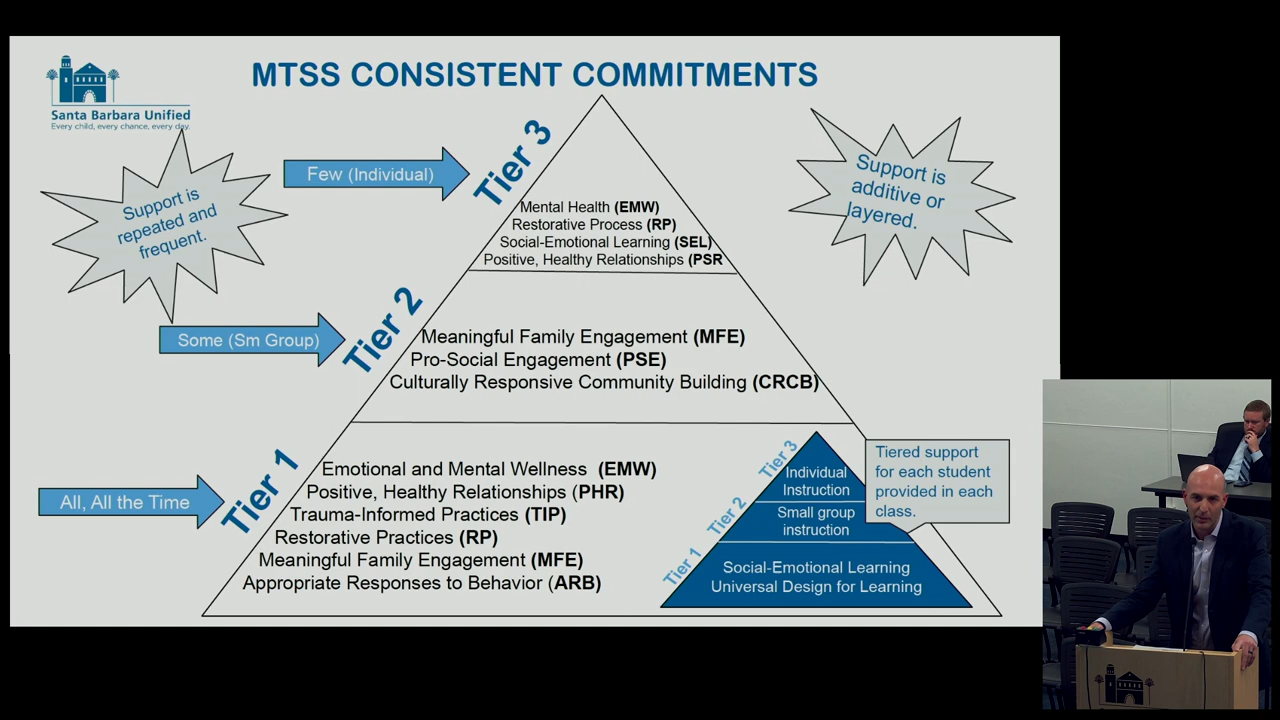 MTSS CONSISTENT COMMITMENTS
Santa Barbara Unified
Every child, every chance, every day.
Support is
repeated and
frequent.
Few (Individual)
Tier 3
Support is
additive or
layered.
Mental Health (EMW)
Restorative Process (RP)
Social-Emotional Learning (SEL)
Positive, Healthy Relationships (PSR
Some (Sm Group)
Tier 2
Meaningful Family Engagement (MFE)
Pro-Social Engagement (PSE)
Culturally Responsive Community Building (CRCB)
All, All the Time
Tier 1
Emotional and Mental Wellness (EMW)
Positive, Healthy Relationships (PHR)
Trauma-Informed Practices (TIP)
Restorative Practices (RP)
Meaningful Family Engagement (MFE)
Appropriate Responses to Behavior (ARB)
Tier 3
Individual
Instruction
Tier 2
Small group
instruction
Tier 1
Social-Emotional Learning
Universal Design for Learning
Tiered support
for each student
provided in each
class.